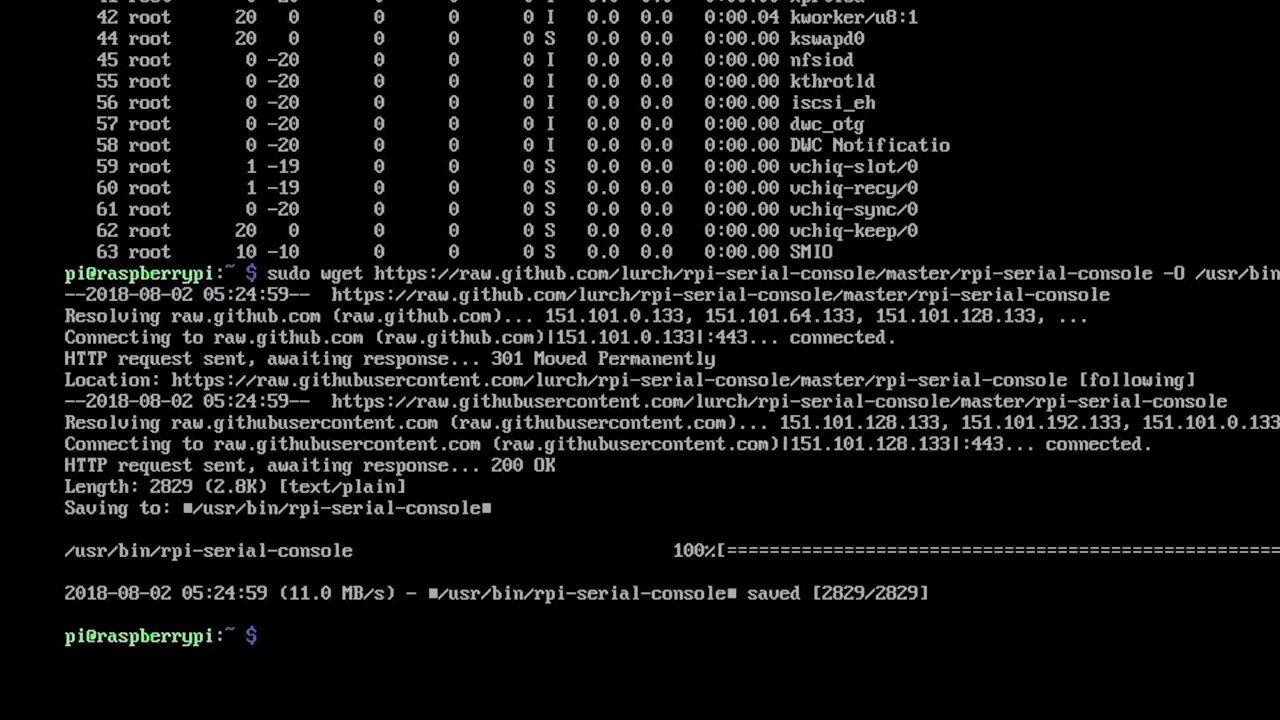 42 root 20 0 0 0 0 I 0.0 0.0 0:00.04 kworker/u8:1
44 root 20 0 0 0 0 S 0.0 0.0 0:00.00 kswapd0
45 root 0 -20 0 0 0 I 0.0 0.0 0:00.00 nfsiod
55 root 0 -20 0 0 0 I 0.0 0.0 0:00.00 kthrotld
56 root 0 -20 0 0 0 I 0.0 0.0 0:00.00 iscsi_eh
57 root 0 -20 0 0 0 I 0.0 0.0 0:00.00 dwc_otg
58 root 0 -20 0 0 0 I 0.0 0.0 0:00.00 DWC Notificatio
59 root 1 -19 0 0 0 S 0.0 0.0 0:00.00 vchiq-slot/0
60 root 1 -19 0 0 0 S 0.0 0.0 0:00.00 vchiq-recy/0
61 root 0 -20 0 0 0 S 0.0 0.0 0:00.00 vchiq-sync/0
62 root 20 0 0 0 0 S 0.0 0.0 0:00.00 vchiq-keep/0
63 root 10 -10 0 0 0 S 0.0 0.0 0:00.00 SMIO
pi@raspberrypi:~ $ sudo wget https://raw.github.com/lurch/rpi-serial-console/master/rpi-serial-console -O /usr/bin
--2018-08-02 05:24:59-- https://raw.github.com/lurch/rpi-serial-console/master/rpi-serial-console
Resolving raw.github.com (raw.github.com)... 151.101.0.133, 151.101.64.133, 151.101.128.133, ...
Connecting to raw.github.com (raw.github.com)|151.101.0.133|:443... connected.
HTTP request sent, awaiting response... 301 Moved Permanently
Location: https://raw.githubusercontent.com/lurch/rpi-serial-console/master/rpi-serial-console [following]
--2018-08-02 05:24:59-- https://raw.githubusercontent.com/lurch/rpi-serial-console/master/rpi-serial-console
Resolving raw.githubusercontent.com (raw.githubusercontent.com)... 151.101.128.133, 151.101.192.133, 151.101.0.133
Connecting to raw.githubusercontent.com (raw.githubusercontent.com)|151.101.128.133|:443... connected.
HTTP request sent, awaiting response... 200 OK
Length: 2829 (2.8K) [text/plain]
Saving to: ■/usr/bin/rpi-serial-console■
/usr/bin/rpi-serial-console 100%[====================================================
2018-08-02 05:24:59 (11.0 MB/s) - ■/usr/bin/rpi-serial-console■ saved [2829/2829]
pi@raspberrypi:~ $